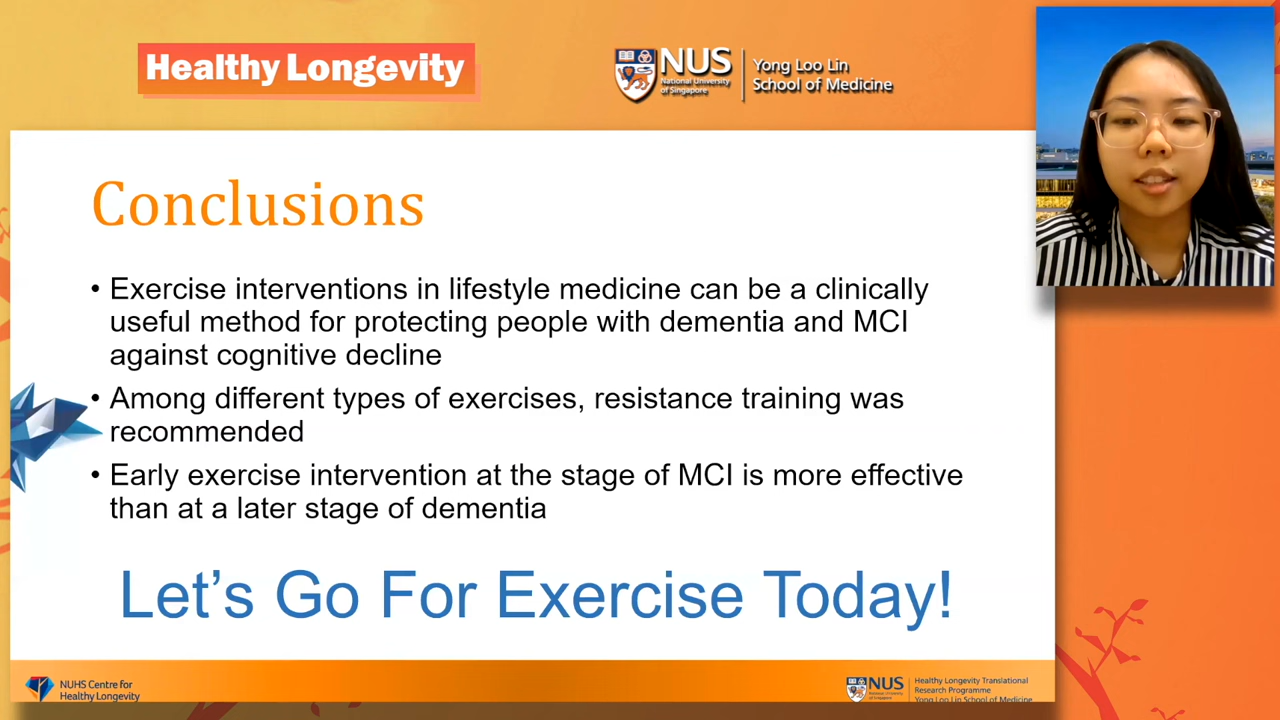 Healthy Longevity
NUS
National University
of Singapore
Yong Loo Lin
School of Medicine
Conclusions
• Exercise interventions in lifestyle medicine can be a clinically
useful method for protecting people with dementia and MCI
against cognitive decline
• Among different types of exercises, resistance training was
recommended
• Early exercise intervention at the stage of MCI is more effective
than at a later stage of dementia
Let's Go For Exercise Today!
NUHS Centre for
Healthy Longevity
NUS
National University
of Singapore
Healthy Longevity Translational
Research Programme
Yong Loo Lin School of Medicine